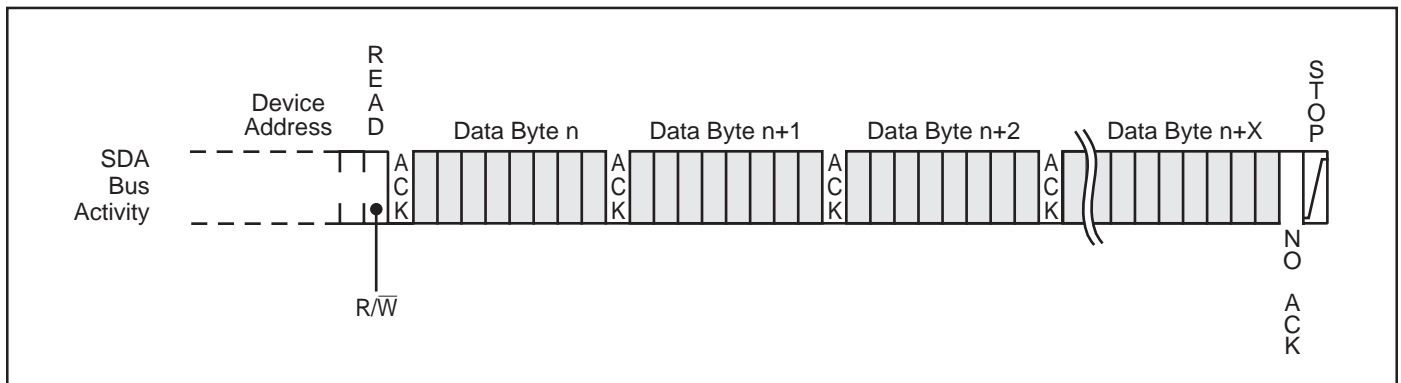 READ
STOP
Device
Address
Data Byte n
Data Byte n+1
Data Byte n+2
Data Byte n+X
SDA
Bus
Activity
ACK
ACK
ACK
ACK
R/W̅
NO ACK